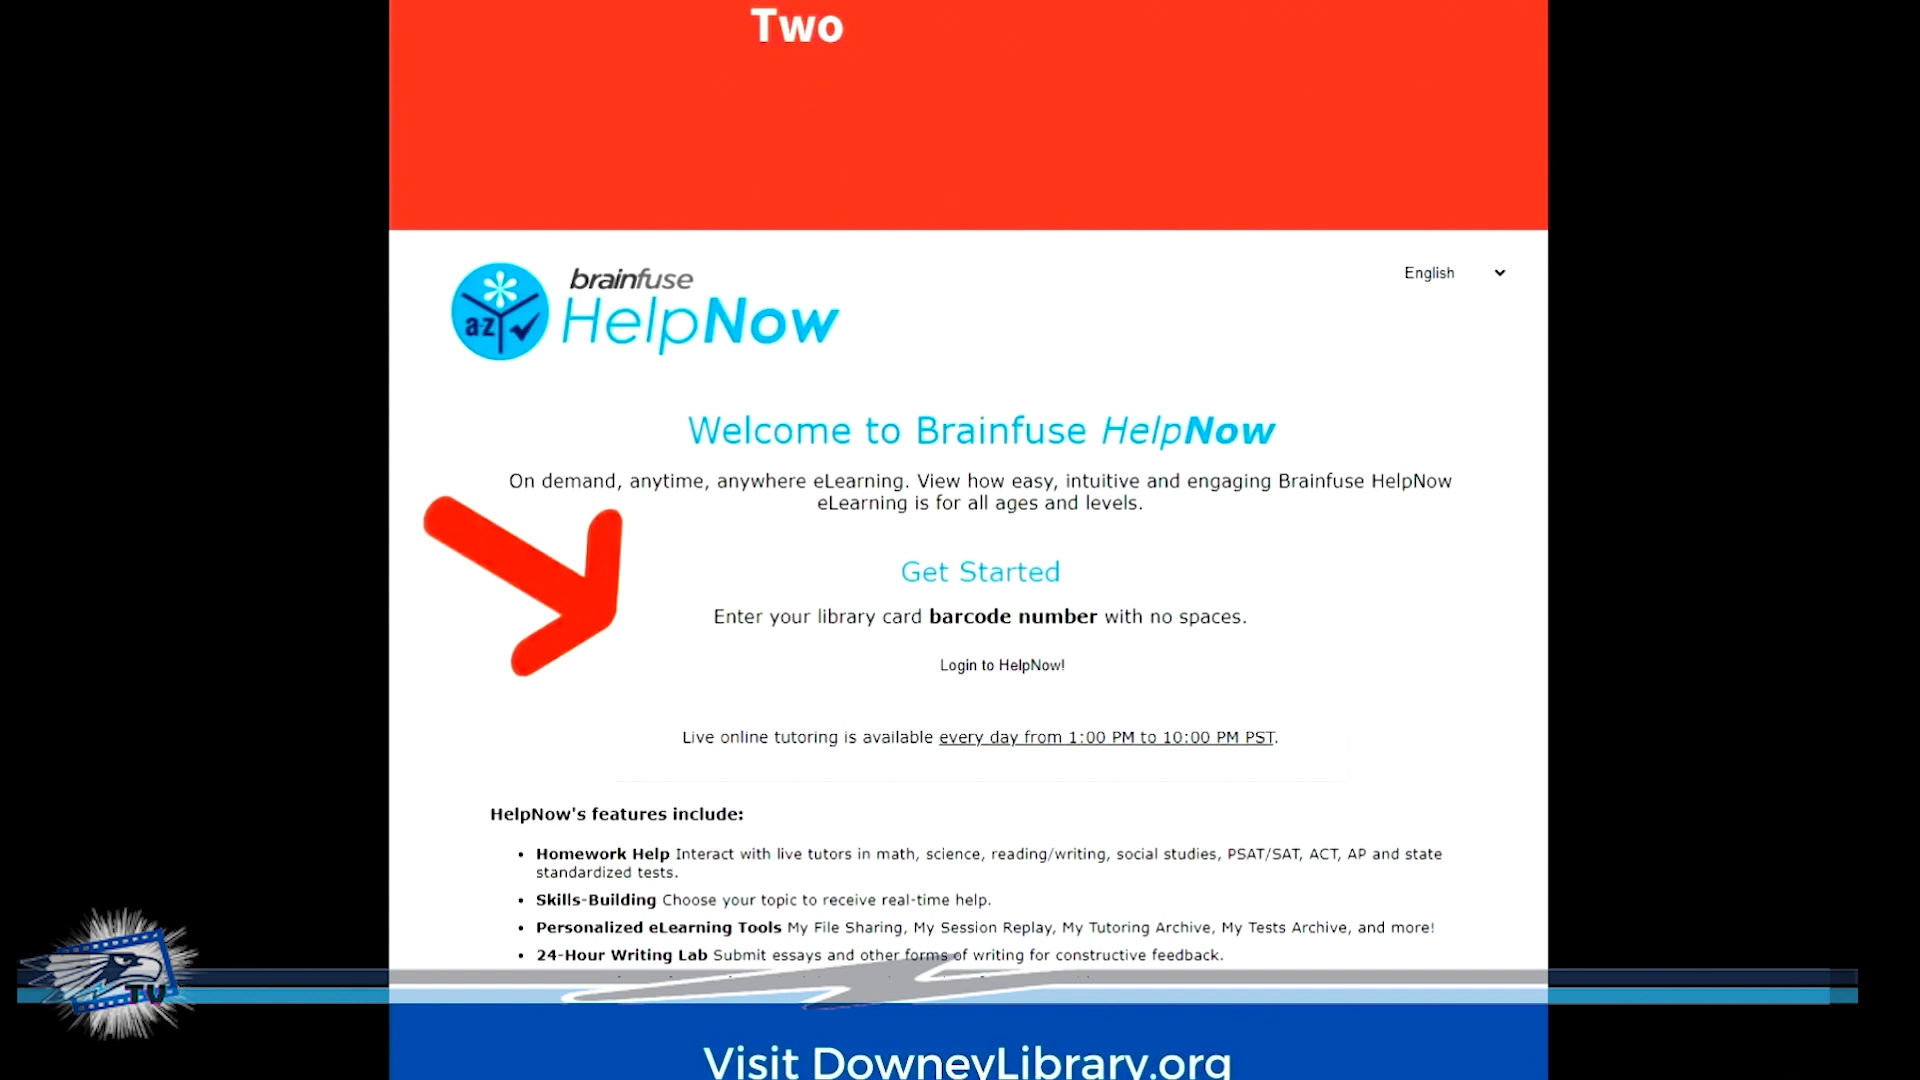 Two
brainfuse
HelpNow
a-z
English
Welcome to Brainfuse HelpNow
On demand, anytime, anywhere eLearning. View how easy, intuitive and engaging Brainfuse HelpNow
eLearning is for all ages and levels.
Get Started
Enter your library card barcode number with no spaces.
Login to HelpNow!
Live online tutoring is available every day from 1:00 PM to 10:00 PM PST.
HelpNow's features include:
• Homework Help Interact with live tutors in math, science, reading/writing, social studies, PSAT/SAT, ACT, AP and state
standardized tests.
• Skills-Building Choose your topic to receive real-time help.
• Personalized eLearning Tools My File Sharing, My Session Replay, My Tutoring Archive, My Tests Archive, and more!
• 24-Hour Writing Lab Submit essays and other forms of writing for constructive feedback.
TV
Visit DowneyLibrary.org